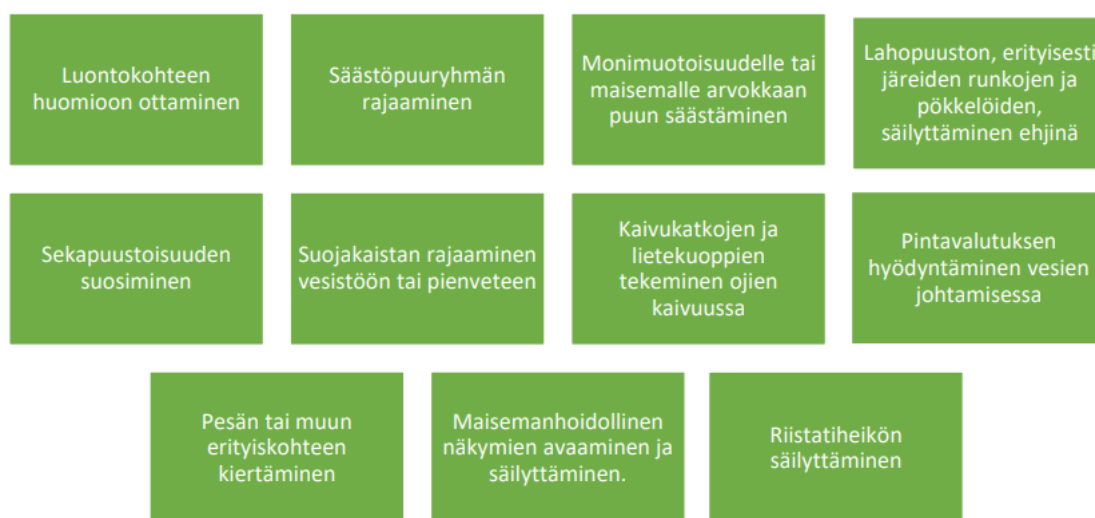 Luontokohteen
huomioon ottaminen
Säästöpuuryhmän
rajaaminen
Monimuotoisuudelle tai
maisemalle arvokkaan
puun säästäminen
Lahopuuston, erityisesti
järeiden runkojen ja
pökkelöiden,
säilyttäminen ehjinä
Sekapuustoisuuden
suosiminen
Suojakaistan rajaaminen
vesistöön tai pienveteen
Kaivukatkojen ja
lietekuoppien
tekeminen ojien
kaivuussa
Pintavalutuksen
hyödyntäminen vesien
johtamisessa
Pesän tai muun
erityiskohteen
kiertäminen
Maisemanhoidollinen
näkymien avaaminen ja
säilyttäminen.
Riistatiheikön
säilyttäminen